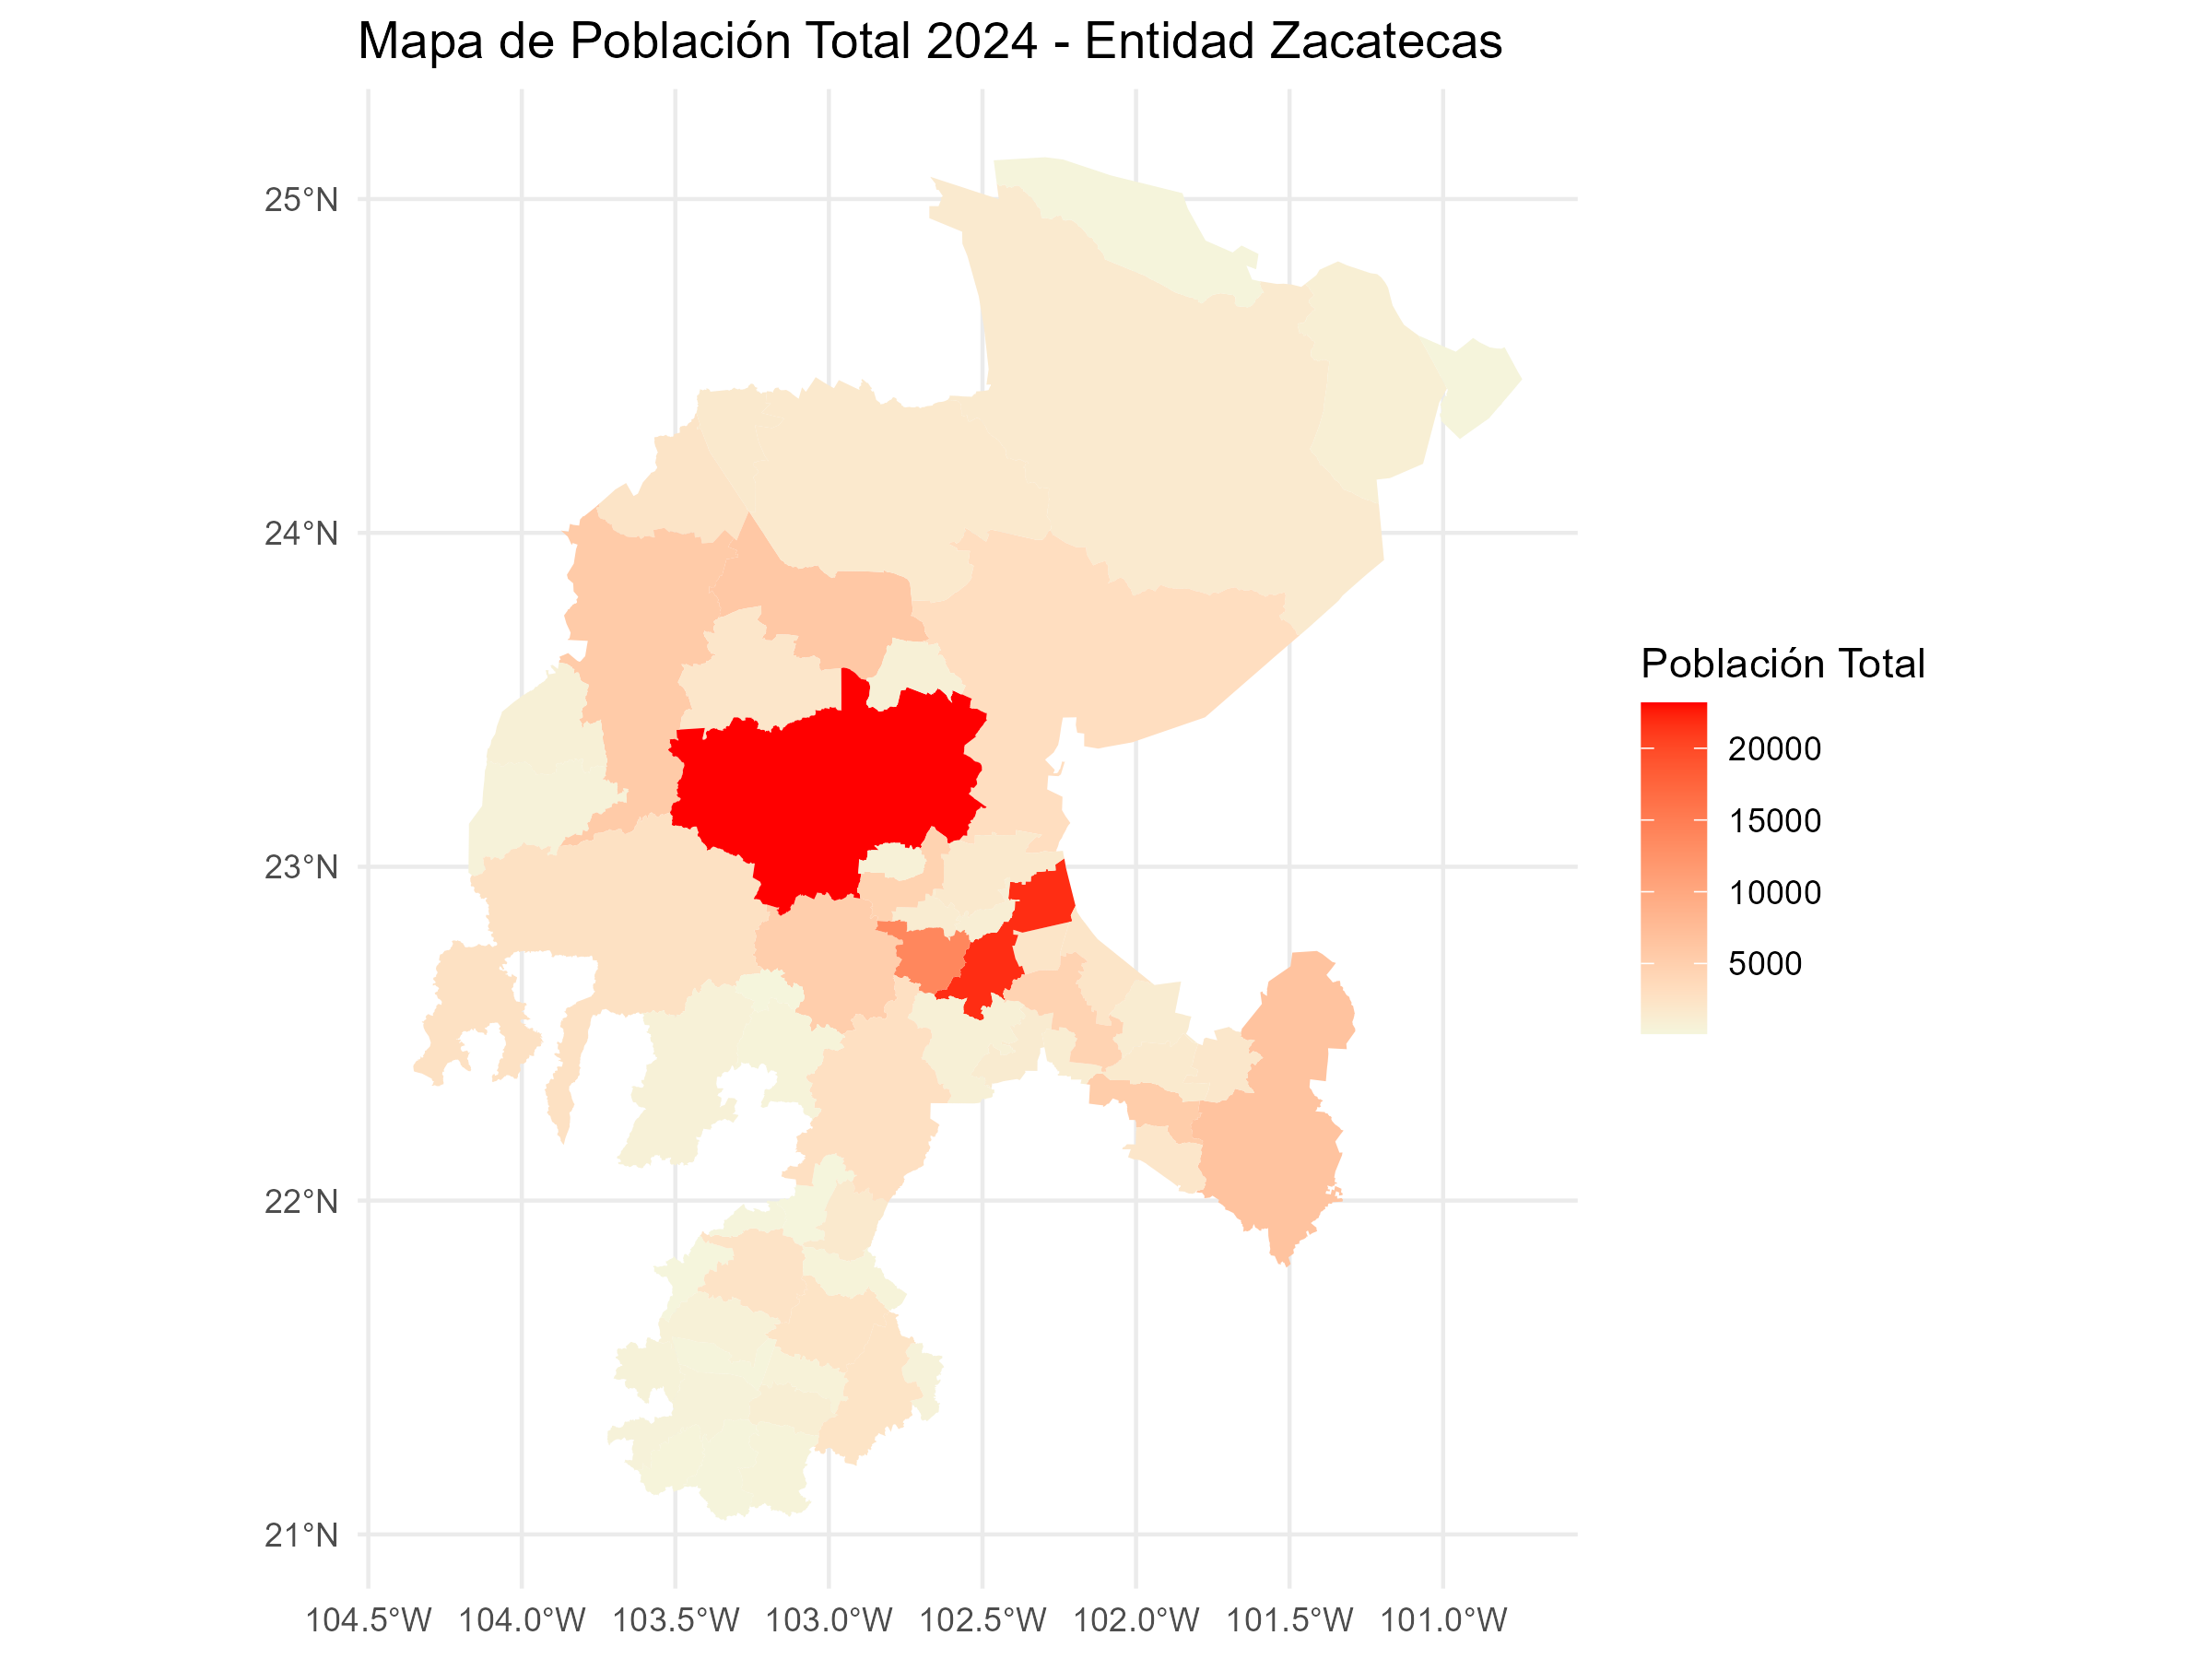 Mapa de Población Total 2024 - Entidad Zacatecas
25°N
24°N
23°N
22°N
21°N
104.5°W 104.0°W 103.5°W 103.0°W 102.5°W 102.0°W 101.5°W 101.0°W
Población Total
20000
15000
10000
5000